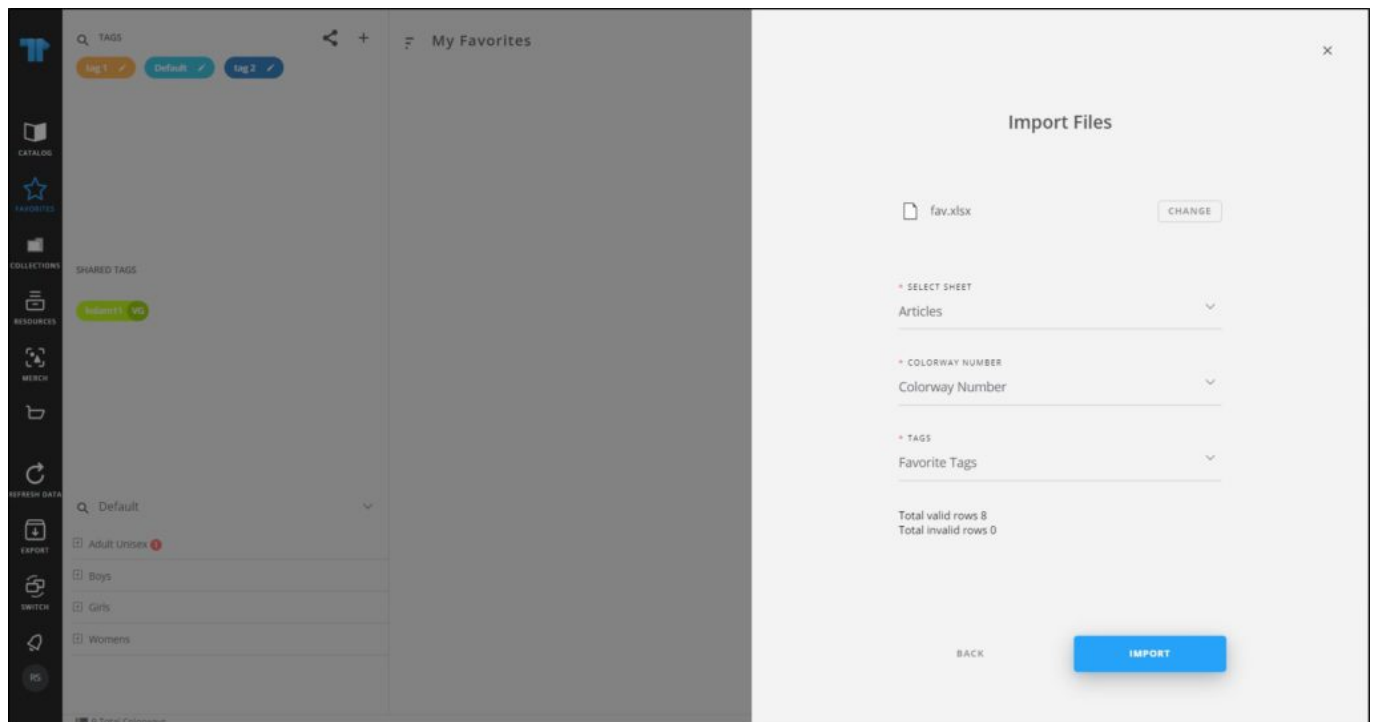 TAGS
tag 1
Default
tag 2
My Favorites
CATALOG
FAVORITES
COLLECTIONS
SHARED TAGS
VG
RESOURCES
MERCH
REFRESH DATA
Default
EXPORT
Adult Unisex
Boys
SWITCH
Girls
Womens
RS
×
Import Files
fav.xlsx
CHANGE
* SELECT SHEET
Articles
* COLORWAY NUMBER
Colorway Number
* TAGS
Favorite Tags
Total valid rows 8
Total invalid rows 0
BACK
IMPORT